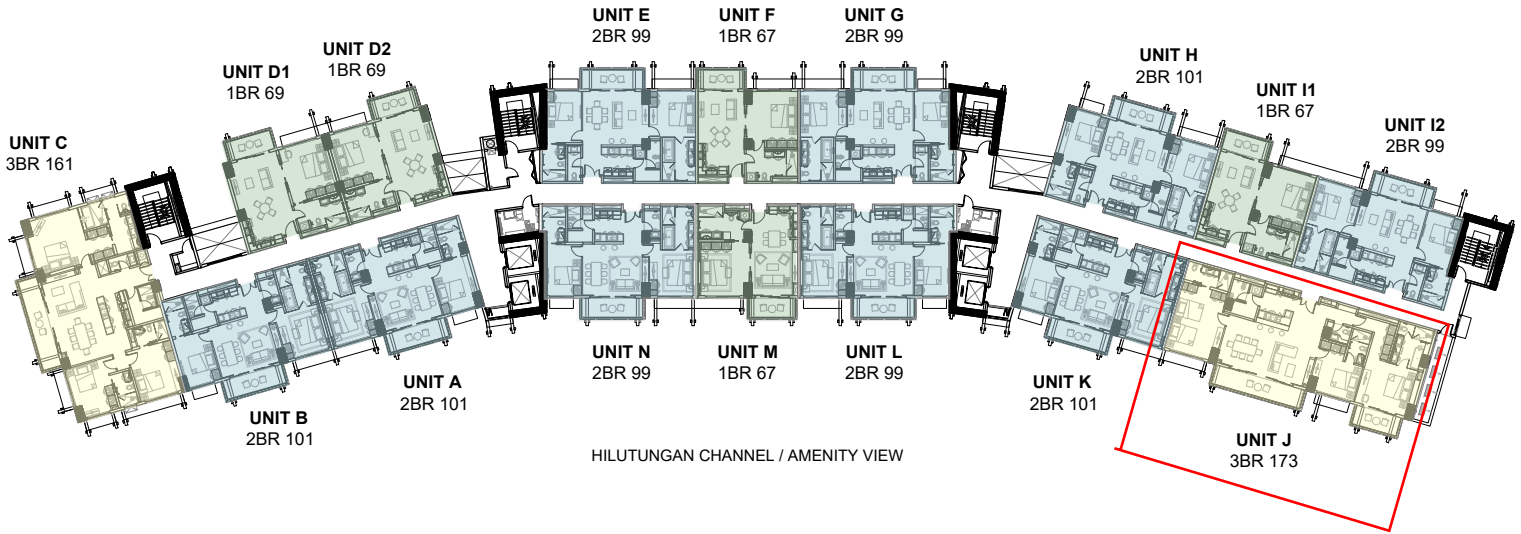 UNIT E
2BR 99
UNIT F
1BR 67
UNIT G
2BR 99
UNIT D2
1BR 69
UNIT H
2BR 101
UNIT D1
1BR 69
UNIT I1
1BR 67
UNIT I2
2BR 99
UNIT C
3BR 161
UNIT N
2BR 99
UNIT M
1BR 67
UNIT L
2BR 99
UNIT A
2BR 101
UNIT K
2BR 101
UNIT B
2BR 101
UNIT J
3BR 173
HILUTUNGAN CHANNEL / AMENITY VIEW